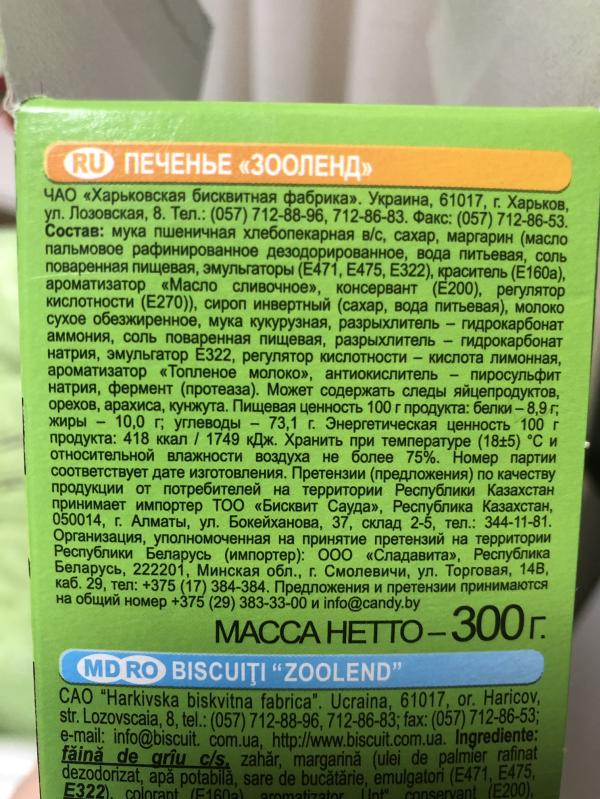 RU ПЕЧЕНЬЕ «ЗООЛЕНД»
ЧАО «Харьковская бисквитная фабрика». Украина, 61017, г. Харьков,
ул. Лозовская, 8. Тел.: (057) 712-88-96, 712-86-83. Факс: (057) 712-86-53.
Состав: мука пшеничная хлебопекарная в/с, сахар, маргарин (масло
пальмовое рафинированное дезодорированное, вода питьевая, соль
поваренная пищевая, эмульгаторы (Е471, Е475, Е322), краситель (Е160а),
ароматизатор «Масло сливочное», консервант (Е200), регулятор
кислотности (Е270)), сироп инвертный (сахар, вода питьевая), молоко
сухое обезжиренное, мука кукурузная, разрыхлитель – гидрокарбонат
аммония, соль поваренная пищевая, разрыхлитель – гидрокарбонат
натрия, эмульгатор Е322, регулятор кислотности – кислота лимонная,
ароматизатор «Топленое молоко», антиокислитель – пиросульфит
натрия, фермент (протеаза). Может содержать следы яйцепродуктов,
орехов, арахиса, кунжута. Пищевая ценность 100 г продукта: белки – 8,9 г;
жиры – 10,0 г; углеводы – 73,1 г. Энергетическая ценность 100 г
продукта: 418 ккал / 1749 кДж. Хранить при температуре (18±5) °С и
относительной влажности воздуха не более 75%. Номер партии
соответствует дате изготовления. Претензии (предложения) по качеству
продукции от потребителей на территории Республики Казахстан
принимает импортер ТОО «Бисквит Сауда», Республика Казахстан,
050014, г. Алматы, ул. Бокейханова, 37, склад 2-5, тел.: 344-11-81.
Организация, уполномоченная на принятие претензий на территории
Республики Беларусь (импортер): ООО «Сладавита», Республика
Беларусь, 222201, Минская обл., г. Смолевичи, ул. Торговая, 14В,
каб. 29, тел: +375 (17) 384-384. Предложения и претензии принимаются
на общий номер +375 (29) 383-33-00 и info@candy.by
МАССА НЕТТО – 300 г.
MD RO BISCUIŢI “ZOOLEND”
CAO “Harkivska biskvitna fabrica”. Ucraina, 61017, or. Haricov,
str. Lozovscaia, 8, tel.: (057) 712-88-96, 712-86-83; fax: (057) 712-86-53;
e-mail: info@biscuit. com.ua, http://www.biscuit.com.ua. Ingrediente:
făină de grîu c/s, zahăr, margarină (ulei de palmier rafinat
dezodorizat, apă potabilă, sare de bucătărie, emulgatori (E471, E475,
E322), colorant (E160a), aromatizator „Unt“, conservant (E200),